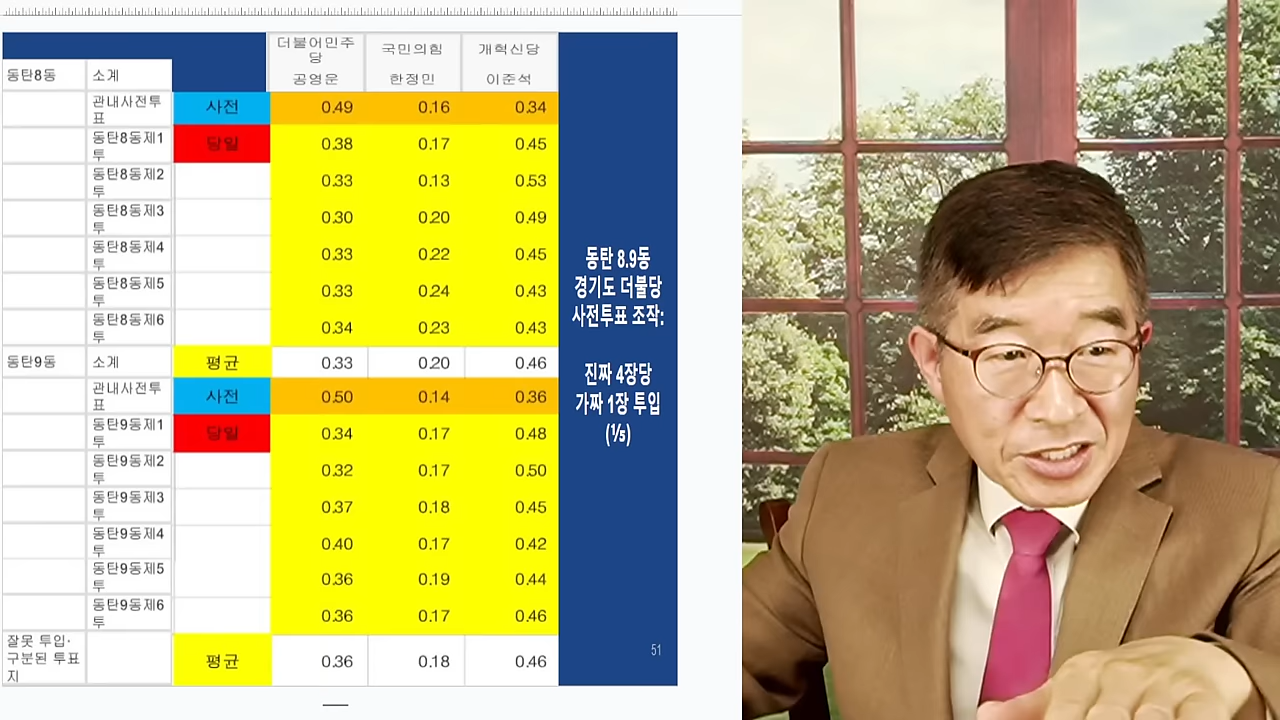 더불어민주
당
국민의힘
개혁신당
동탄8동 소계 공영운 한정민 이준석
관내사전투
표
사전 0.49 0.16 0.34
동탄8동제1
투
당일 0.38 0.17 0.45
동탄8동제2
투
0.33 0.13 0.53
동탄8동제3
투
0.30 0.20 0.49
동탄8동제4
투
0.33 0.22 0.45
동탄8동제5
투
0.33 0.24 0.43
동탄8동제6
투
0.34 0.23 0.43
동탄9동 소계 평균 0.33 0.20 0.46
관내사전투
표
사전 0.50 0.14 0.36
동탄9동제1
투
당일 0.34 0.17 0.48
동탄9동제2
투
0.32 0.17 0.50
동탄9동제3
투
0.37 0.18 0.45
동탄9동제4
투
0.40 0.17 0.42
동탄9동제5
투
0.36 0.19 0.44
동탄9동제6
투
0.36 0.17 0.46
잘못 투입·
구분된 투표
지
평균 0.36 0.18 0.46
동탄 8.9동
경기도 더불당
사전투표 조작:
진짜 4장당
가짜 1장 투입
(⅕)
51